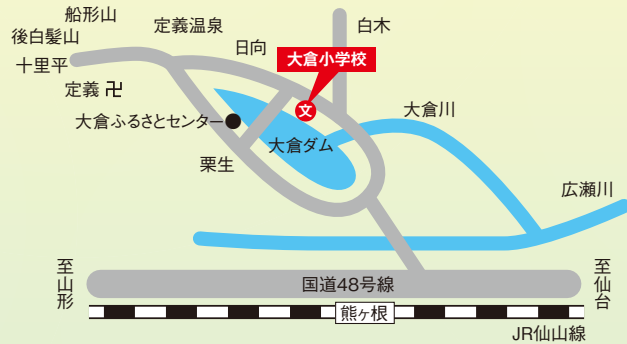 船形山
後白髪山
十里平
定義温泉
日向
白木
大倉小学校
文
定義 卍
大倉ふるさとセンター
大倉ダム
大倉川
栗生
広瀬川
至山形
国道48号線
至仙台
熊ヶ根
JR仙山線